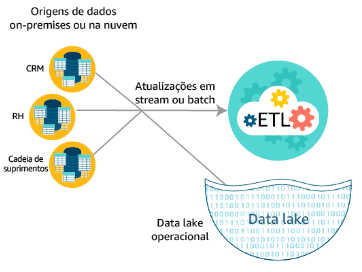 Origens de dados
on-premises ou na nuvem
CRM
RH
Cadeia de
suprimentos
Atualizações em
stream ou batch
ETL
Data lake
operacional
Data lake